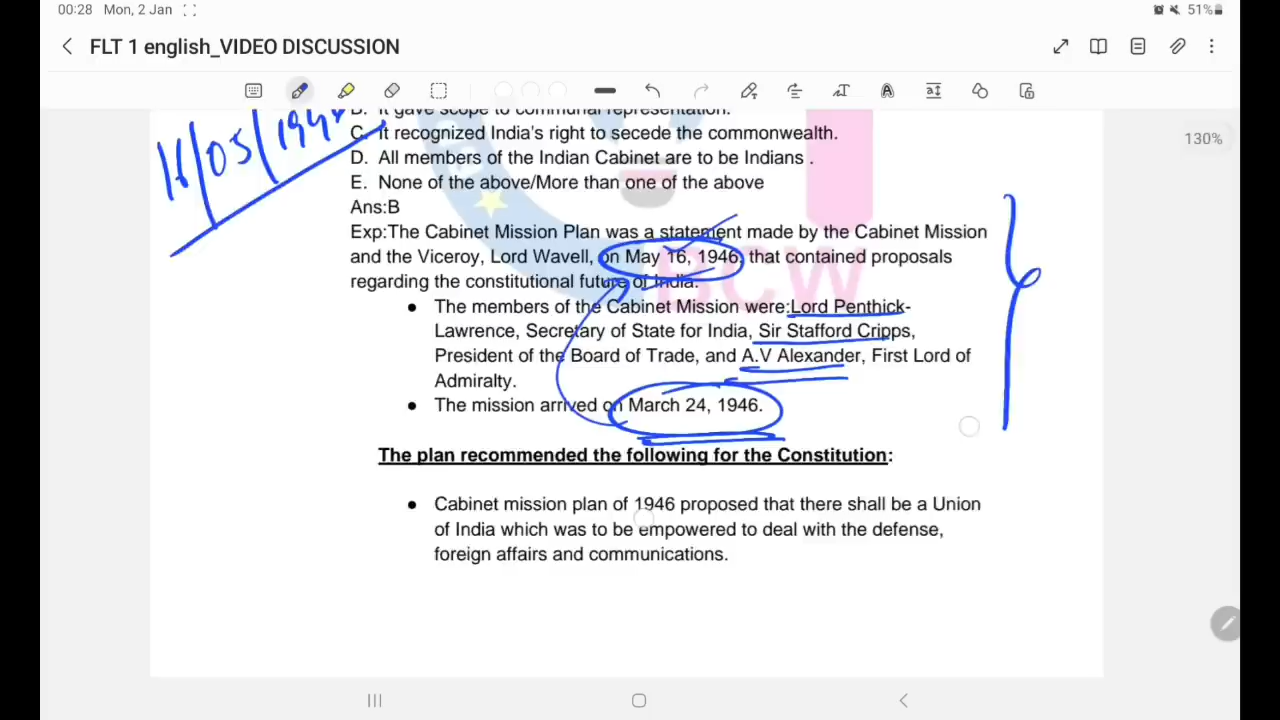 00:28 Mon, 2 Jan
51%
FLT 1 english_VIDEO DISCUSSION
130%
B. It gave scope to communal representation.
C. It recognized India's right to secede the commonwealth.
D. All members of the Indian Cabinet are to be Indians .
E. None of the above/More than one of the above
Ans:B
Exp:The Cabinet Mission Plan was a statement made by the Cabinet Mission
and the Viceroy, Lord Wavell, on May 16, 1946, that contained proposals
regarding the constitutional future of India.
● The members of the Cabinet Mission were:Lord Penthick-
Lawrence, Secretary of State for India, Sir Stafford Cripps,
President of the Board of Trade, and A.V Alexander, First Lord of
Admiralty.
● The mission arrived on March 24, 1946.
The plan recommended the following for the Constitution:
● Cabinet mission plan of 1946 proposed that there shall be a Union
of India which was to be empowered to deal with the defense,
foreign affairs and communications.
BCW